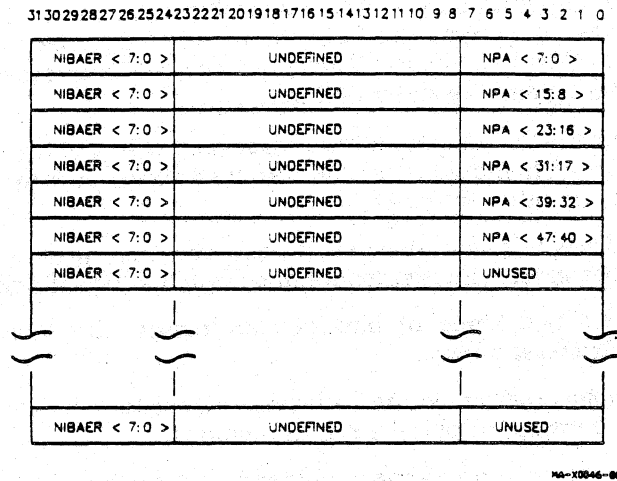 31 30 29 28 27 26 25 24 23 22 21 20 19 18 17 16 15 14 13 12 11 10 9 8 7 6 5 4 3 2 1 0
NIBAER < 7:0 > UNDEFINED NPA < 7:0 >
NIBAER < 7:0 > UNDEFINED NPA < 15:8 >
NIBAER < 7:0 > UNDEFINED NPA < 23:16 >
NIBAER < 7:0 > UNDEFINED NPA < 31:17 >
NIBAER < 7:0 > UNDEFINED NPA < 39:32 >
NIBAER < 7:0 > UNDEFINED NPA < 47:40 >
NIBAER < 7:0 > UNDEFINED UNUSED
NIBAER < 7:0 > UNDEFINED UNUSED